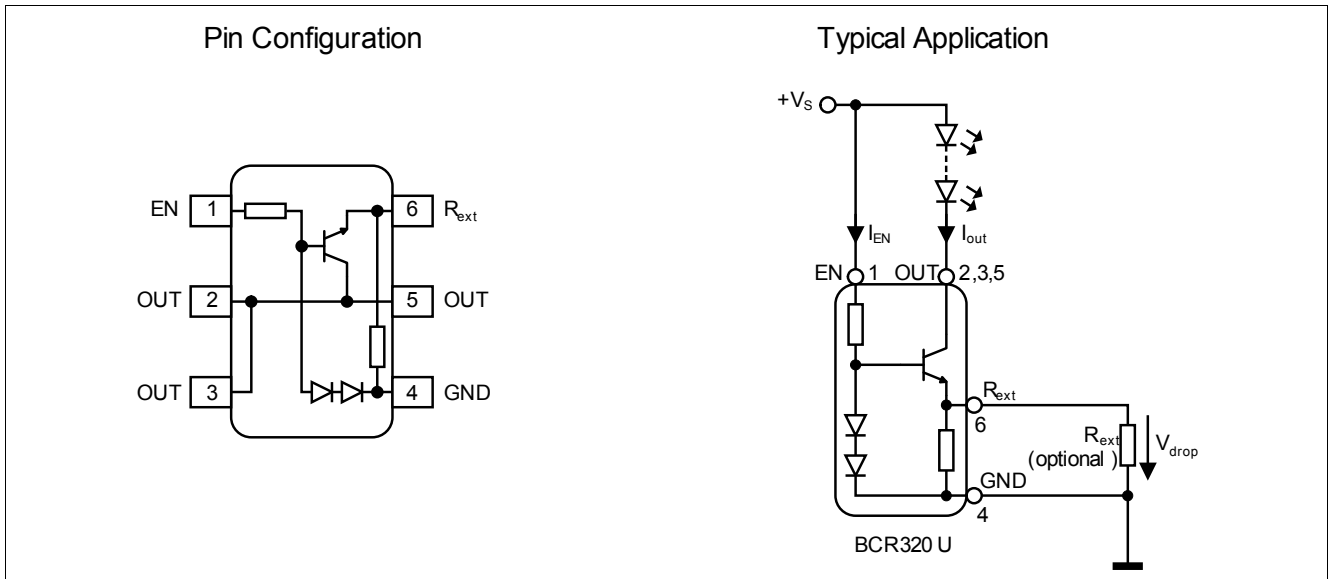 Pin Configuration
EN 1
6 Rext
OUT 2
5 OUT
OUT 3
4 GND
Typical Application
+VS
IEN
Iout
EN 1 OUT 2,3,5
Rext
6
Rext
(optional )
Vdrop
GND
4
BCR320 U